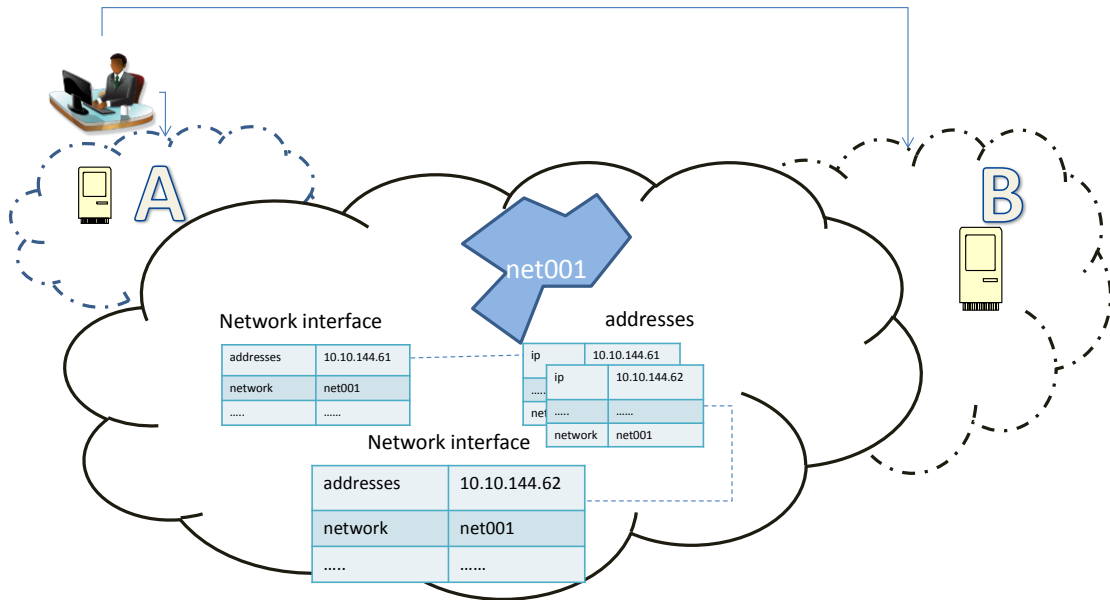 A
B
net001
Network interface
addresses 10.10.144.61
network net001
..... ......
addresses
ip 10.10.144.61
.....
net
ip 10.10.144.62
..... ......
network net001
Network interface
addresses 10.10.144.62
network net001
..... ......